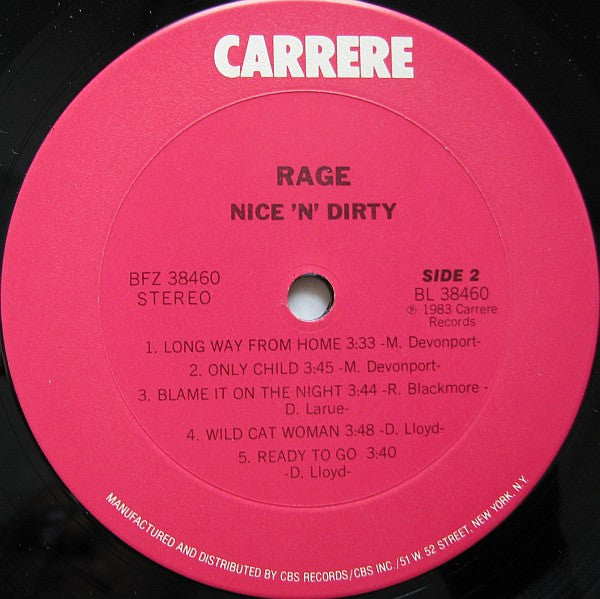 CARRERE
RAGE
NICE 'N' DIRTY
BFZ 38460
STEREO
SIDE 2
BL 38460
℗ 1983 Carrere
Records
1. LONG WAY FROM HOME 3:33 -M. Devonport-
2. ONLY CHILD 3:45 -M. Devonport-
3. BLAME IT ON THE NIGHT 3:44 -R. Blackmore -
D. Larue-
4. WILD CAT WOMAN 3:48 -D. Lloyd-
5. READY TO GO 3:40
-D. Lloyd-
MANUFACTURED AND DISTRIBUTED BY CBS RECORDS/CBS INC./51 W. 52 STREET, NEW YORK, N.Y.